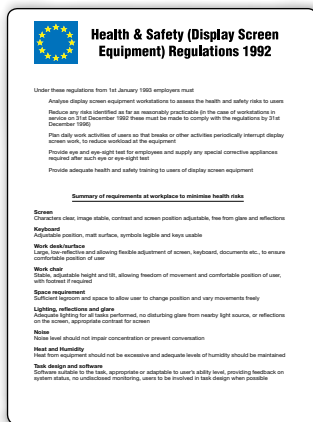 Health & Safety (Display Screen
Equipment) Regulations 1992
Under these regulations from 1st January 1993 employers must
Analyse display screen equipment workstations to assess the health and safety risks to users
Reduce any risks identified as far as reasonably practicable (in the case of workstations in
service on 31st December 1992 these must be made to comply with the regulations by 31st
December 1996)
Plan daily work activities of users so that breaks or other activities periodically interrupt display
screen work, to reduce workload at the equipment
Provide eye and eye-sight test for employees and supply any special corrective appliances
required after such eye or eye-sight test
Provide adequate health and safety training to users of display screen equipment
Summary of requirements at workplace to minimise health risks
Screen
Characters clear, image stable, contrast and screen position adjustable, free from glare and reflections
Keyboard
Adjustable position, matt surface, symbols legible and keys usable
Work desk/surface
Large, low-reflective and allowing flexible adjustment of screen, keyboard, documents etc., to ensure
comfortable position of user
Work chair
Stable, adjustable height and tilt, allowing freedom of movement and comfortable position of user,
with footrest if required
Space requirement
Sufficient legroom and space to allow user to change position and vary movements freely
Lighting, reflections and glare
Adequate lighting for all tasks performed, no disturbing glare from nearby light source, or reflections
on the screen, appropriate contrast for screen
Noise
Noise level should not impair concentration or prevent conversation
Heat and Humidity
Heat from equipment should not be excessive and adequate levels of humidity should be maintained
Task design and software
Software suitable to the task, appropriate or adaptable to user's ability level, providing feedback on
system status, no undisclosed monitoring, users to be involved in task design when possible